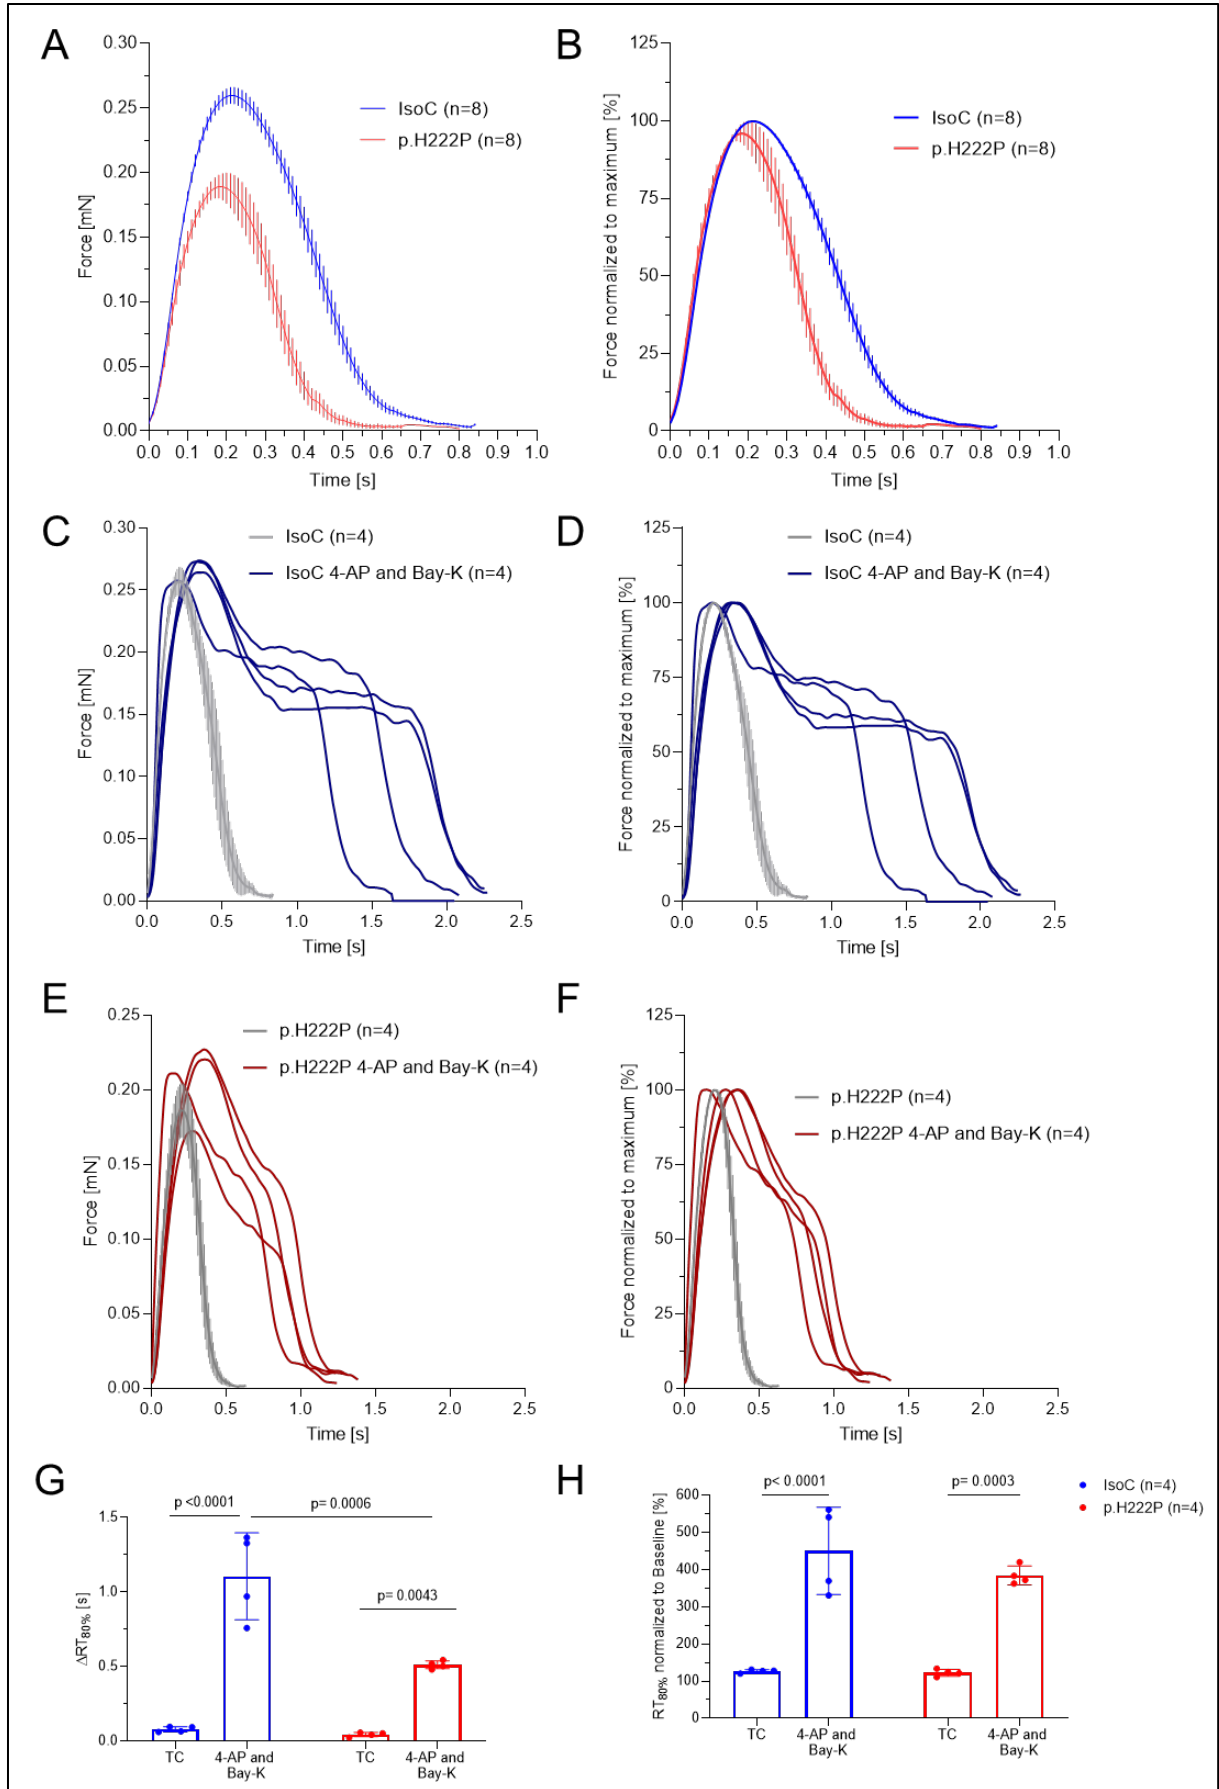 A
0.30
0.25
0.20
0.15
0.10
0.05
0.00
Force [mN]
IsoC (n=8)
p.H222P (n=8)
0.0 0.1 0.2 0.3 0.4 0.5 0.6 0.7 0.8 0.9 1.0
Time [s]
B
125
100
75
50
25
0
Force normalized to maximum [%]
IsoC (n=8)
p.H222P (n=8)
0.0 0.1 0.2 0.3 0.4 0.5 0.6 0.7 0.8 0.9 1.0
Time [s]
C
0.30
0.25
0.20
0.15
0.10
0.05
0.00
Force [mN]
IsoC (n=4)
IsoC 4-AP and Bay-K (n=4)
0.0 0.5 1.0 1.5 2.0 2.5
Time [s]
D
125
100
75
50
25
0
Force normalized to maximum [%]
IsoC (n=4)
IsoC 4-AP and Bay-K (n=4)
0.0 0.5 1.0 1.5 2.0 2.5
Time [s]
E
0.25
0.20
0.15
0.10
0.05
0.00
Force [mN]
p.H222P (n=4)
p.H222P 4-AP and Bay-K (n=4)
0.0 0.5 1.0 1.5 2.0 2.5
Time [s]
F
125
100
75
50
25
0
Force normalized to maximum [%]
p.H222P (n=4)
p.H222P 4-AP and Bay-K (n=4)
0.0 0.5 1.0 1.5 2.0 2.5
Time [s]
G
1.5
1.0
0.5
0.0
ΔRT80% [s]
p <0.0001
p= 0.0006
p= 0.0043
TC
4-AP and
Bay-K
TC
4-AP and
Bay-K
H
600
500
400
300
200
100
0
RT80% normalized to Baseline [%]
p< 0.0001
p= 0.0003
IsoC (n=4)
p.H222P (n=4)
TC
4-AP and
Bay-K
TC
4-AP and
Bay-K